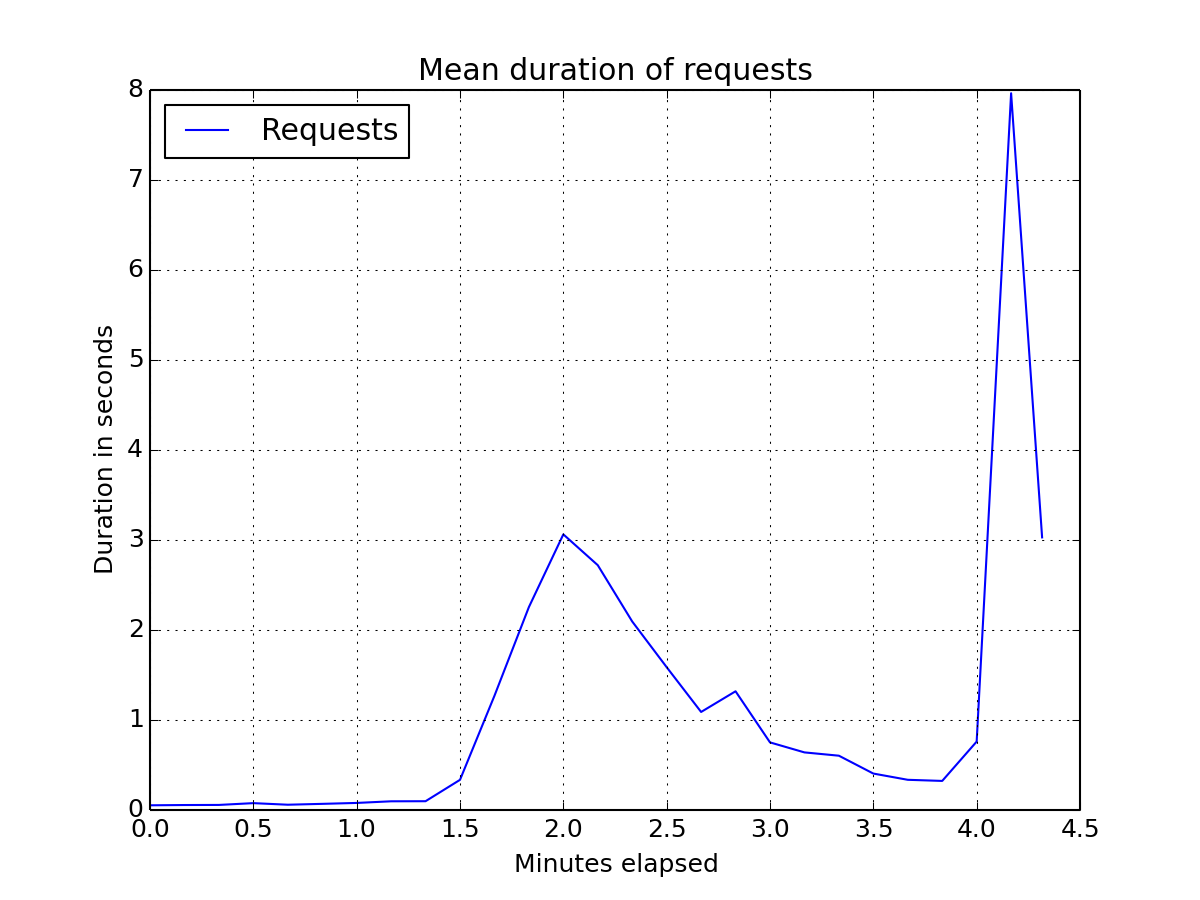 Mean duration of requests
Requests
8
7
6
5
4
3
2
1
0
Duration in seconds
0.0 0.5 1.0 1.5 2.0 2.5 3.0 3.5 4.0 4.5
Minutes elapsed